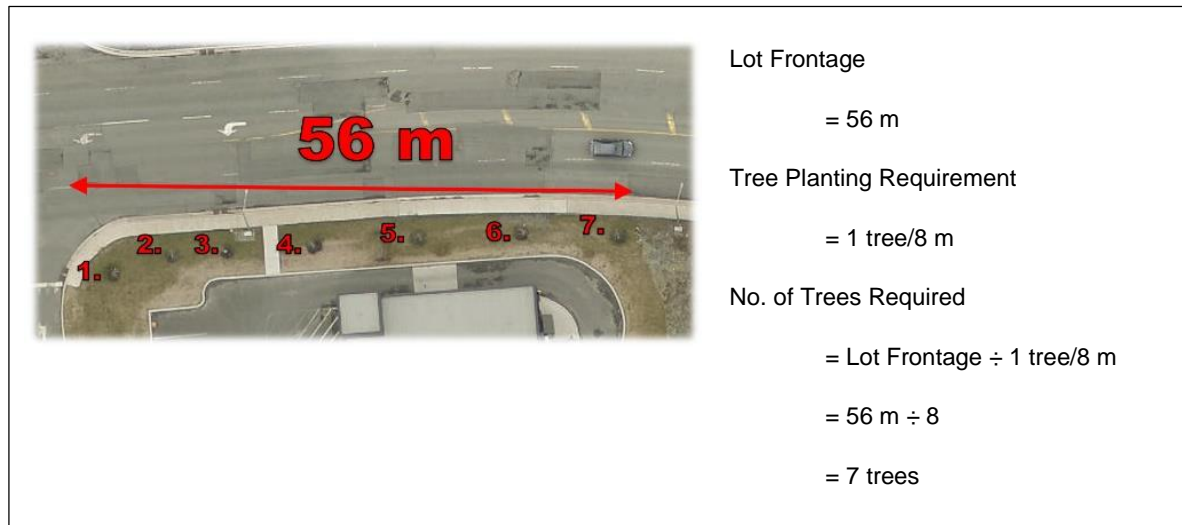 56 m
1.
2.
3.
4.
5.
6.
7.
Lot Frontage
= 56 m
Tree Planting Requirement
= 1 tree/8 m
No. of Trees Required
= Lot Frontage ÷ 1 tree/8 m
= 56 m ÷ 8
= 7 trees